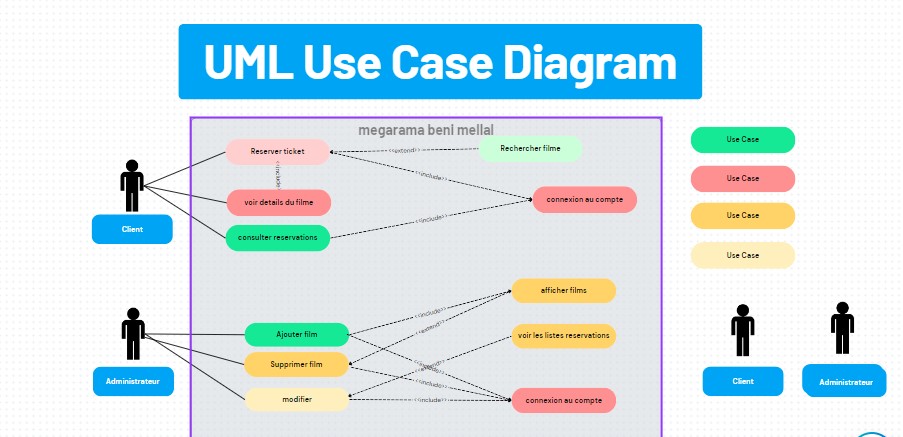 UML Use Case Diagram
megarama beni mellal
Reserver ticket
<<extend>>
Rechercher filme
<<include>>
<<include>>
voir details du filme
connexion au compte
consulter reservations
<<include>>
Client
Use Case
Use Case
Use Case
Use Case
afficher films
<<include>>
<<extend>>
Ajouter film
voir les listes reservations
Supprimer film
<<include>>
modifier
<<include>>
connexion au compte
Administrateur
Client
Administrateur